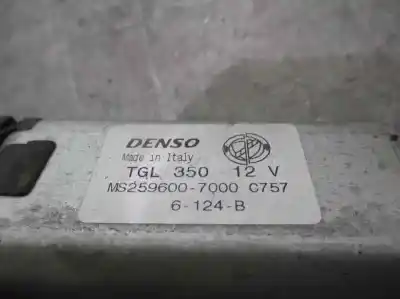 DENSO
Made in Italy
TGL 350 12 V
MS259600-7000 C757
6-124-B